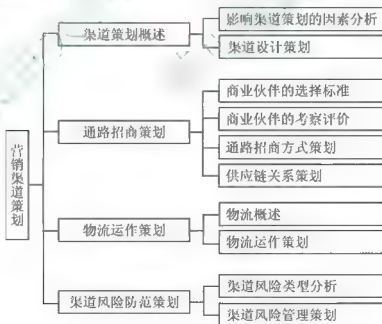 营销渠道策划
渠道策划概述
影响渠道策划的因素分析
渠道设计策划
通路招商策划
商业伙伴的选择标准
商业伙伴的考察评价
通路招商方式策划
供应链关系策划
物流运作策划
物流概述
物流运作策划
渠道风险防范策划
渠道风险类型分析
渠道风险管理策划